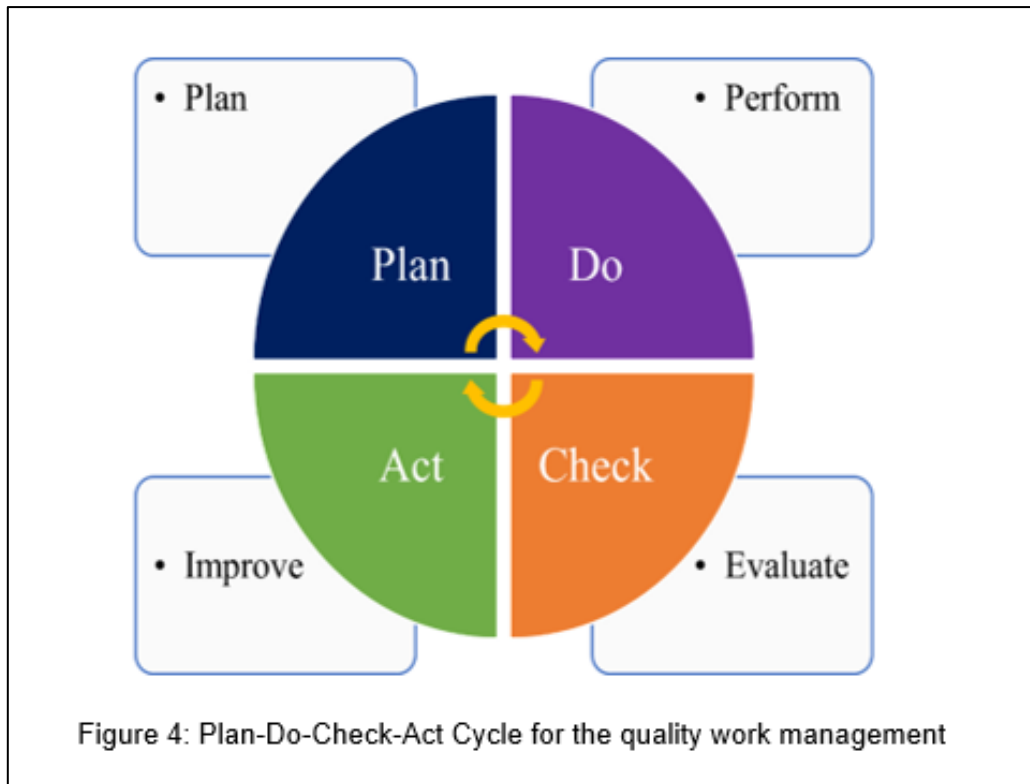 • Plan
• Perform
Plan
Do
Act
Check
• Improve
• Evaluate
Figure 4: Plan-Do-Check-Act Cycle for the quality work management